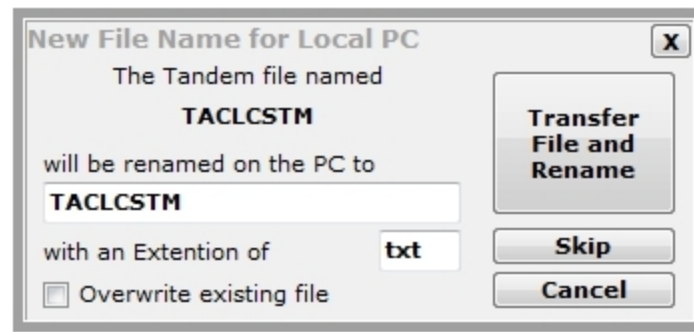 New File Name for Local PC
X
The Tandem file named
TACLCSTM
will be renamed on the PC to
TACLCSTM
with an Extention of txt
Overwrite existing file
Transfer
File and
Rename
Skip
Cancel